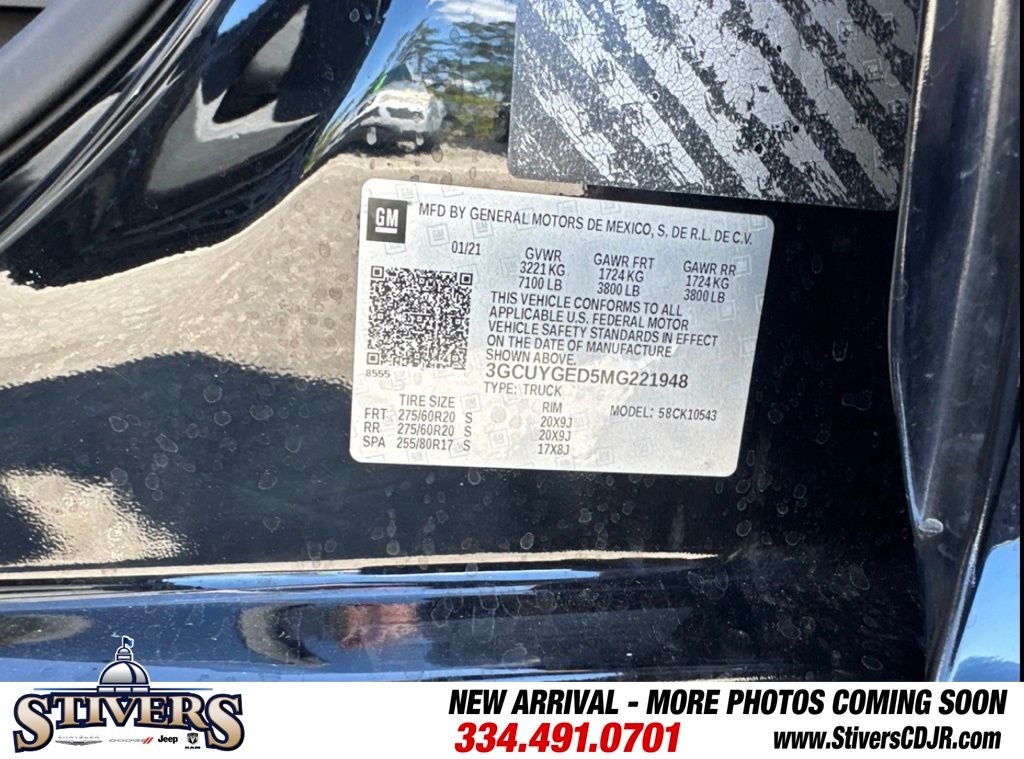 GM
MFD BY GENERAL MOTORS DE MEXICO, S. DE R.L. DE C.V.
01/21
GVWR GAWR FRT GAWR RR
3221 KG 1724 KG 1724 KG
7100 LB 3800 LB 3800 LB
THIS VEHICLE CONFORMS TO ALL
APPLICABLE U.S. FEDERAL MOTOR
VEHICLE SAFETY STANDARDS IN EFFECT
ON THE DATE OF MANUFACTURE
SHOWN ABOVE.
8555
3GCUYGED5MG221948
TYPE: TRUCK
TIRE SIZE RIM MODEL: 58CK10543
FRT 275/60R20 S 20X9J
RR 275/60R20 S 20X9J
SPA 255/80R17 S 17X8J
STIVERS
CHRYSLER DODGE Jeep RAM
NEW ARRIVAL - MORE PHOTOS COMING SOON
334.491.0701 www.StiversCDJR.com